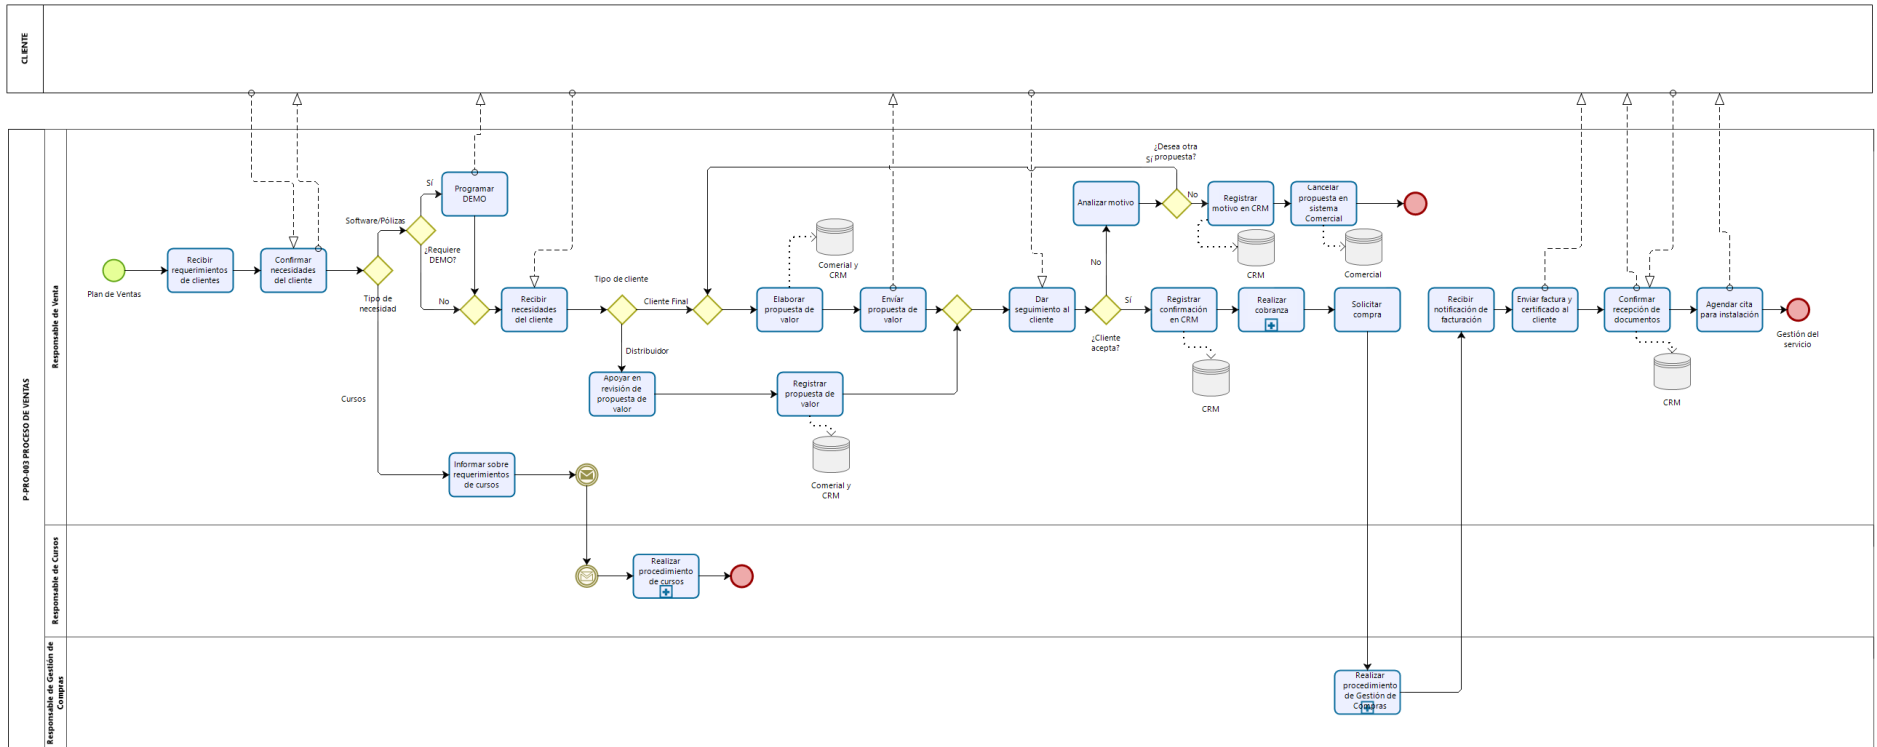 CLIENTE
P-PRO-003 PROCESO DE VENTAS
Responsable de Venta
Plan de Ventas
Recibir
requerimientos
de clientes
Confirmar
necesidades
del cliente
Tipo de
necesidad
Software/Pólizas
Cursos
¿Requiere
DEMO?
Sí
No
Programar
DEMO
Recibir
necesidades
del cliente
Tipo de cliente
Cliente Final
Distribuidor
Apoyar en
revisión de
propuesta de
valor
Registrar
propuesta de
valor
Comerial y
CRM
Elaborar
propuesta de
valor
Comerial y
CRM
Envíar
propuesta de
valor
Dar
seguimiento al
cliente
¿Cliente
acepta?
No
Sí
Analizar motivo
¿Desea otra
propuesta?
Sí
No
Registrar
motivo en CRM
CRM
Cancelar
propuesta en
sistema
Comercial
Comercial
Registrar
confirmación
en CRM
CRM
Realizar
cobranza
Solicitar
compra
Recibir
notificación de
facturación
Enviar factura y
certificado al
cliente
Confirmar
recepción de
documentos
CRM
Agendar cita
para instalación
Gestión del
servicio
Informar sobre
requerimientos
de cursos
Responsable de Cursos
Realizar
procedimiento
de cursos
Responsable de Gestión de
Compras
Realizar
procedimiento
de Gestión de
Compras